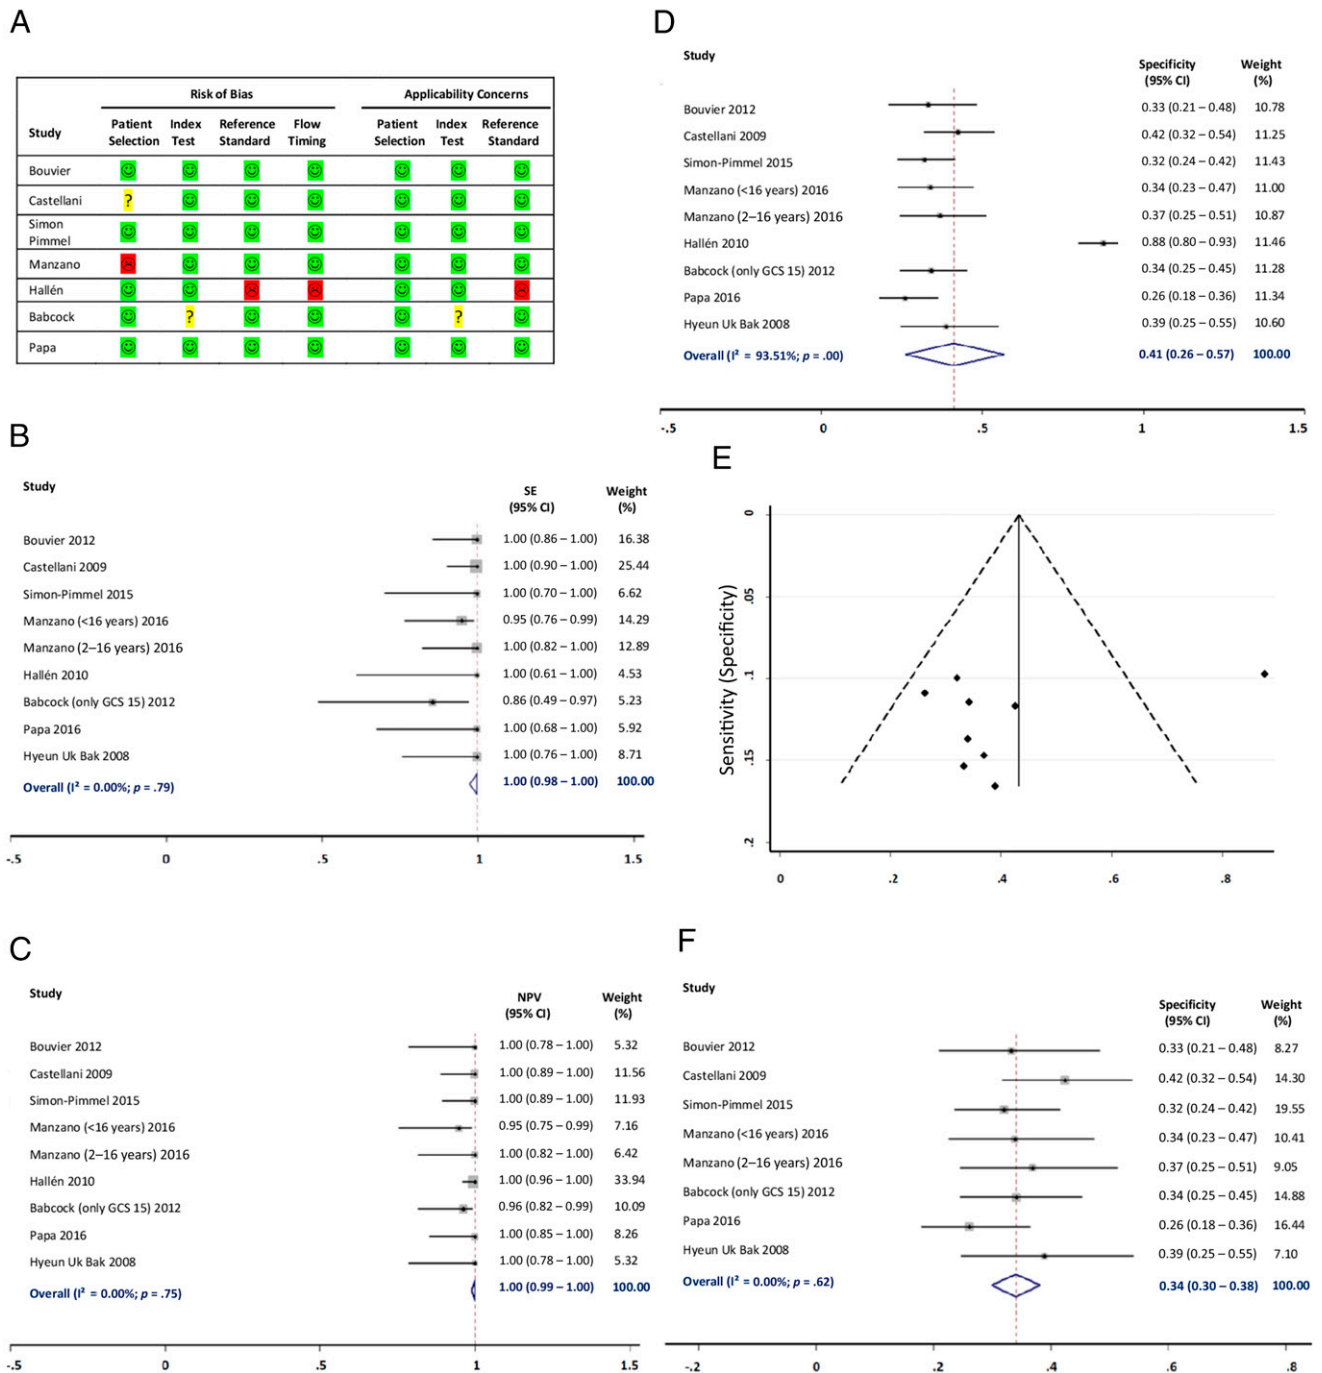 A
Risk of Bias Applicability Concerns
Study Patient Selection Index Test Reference Standard Flow Timing Patient Selection Index Test Reference Standard
Bouvier
Castellani ?
Simon
Pimmel
Manzano
Hallén
Babcock ? ?
Papa
B
Study SE (95% CI) Weight (%)
Bouvier 2012 1.00 (0.86 – 1.00) 16.38
Castellani 2009 1.00 (0.90 – 1.00) 25.44
Simon-Pimmel 2015 1.00 (0.70 – 1.00) 6.62
Manzano (<16 years) 2016 0.95 (0.76 – 0.99) 14.29
Manzano (2–16 years) 2016 1.00 (0.82 – 1.00) 12.89
Hallén 2010 1.00 (0.61 – 1.00) 4.53
Babcock (only GCS 15) 2012 0.86 (0.49 – 0.97) 5.23
Papa 2016 1.00 (0.68 – 1.00) 5.92
Hyeun Uk Bak 2008 1.00 (0.76 – 1.00) 8.71
Overall (I² = 0.00%; p = .79) 1.00 (0.98 – 1.00) 100.00
-.5 0 .5 1 1.5
C
Study NPV (95% CI) Weight (%)
Bouvier 2012 1.00 (0.78 – 1.00) 5.32
Castellani 2009 1.00 (0.89 – 1.00) 11.56
Simon-Pimmel 2015 1.00 (0.89 – 1.00) 11.93
Manzano (<16 years) 2016 0.95 (0.75 – 0.99) 7.16
Manzano (2–16 years) 2016 1.00 (0.82 – 1.00) 6.42
Hallén 2010 1.00 (0.96 – 1.00) 33.94
Babcock (only GCS 15) 2012 0.96 (0.82 – 0.99) 10.09
Papa 2016 1.00 (0.85 – 1.00) 8.26
Hyeun Uk Bak 2008 1.00 (0.78 – 1.00) 5.32
Overall (I² = 0.00%; p = .75) 1.00 (0.99 – 1.00) 100.00
-.5 0 .5 1 1.5
D
Study Specificity (95% CI) Weight (%)
Bouvier 2012 0.33 (0.21 – 0.48) 10.78
Castellani 2009 0.42 (0.32 – 0.54) 11.25
Simon-Pimmel 2015 0.32 (0.24 – 0.42) 11.43
Manzano (<16 years) 2016 0.34 (0.23 – 0.47) 11.00
Manzano (2–16 years) 2016 0.37 (0.25 – 0.51) 10.87
Hallén 2010 0.88 (0.80 – 0.93) 11.46
Babcock (only GCS 15) 2012 0.34 (0.25 – 0.45) 11.28
Papa 2016 0.26 (0.18 – 0.36) 11.34
Hyeun Uk Bak 2008 0.39 (0.25 – 0.55) 10.60
Overall (I² = 93.51%; p = .00) 0.41 (0.26 – 0.57) 100.00
-.5 0 .5 1 1.5
E
Sensitivity (Specificity)
0
.05
.1
.15
.2
0 .2 .4 .6 .8
F
Study Specificity (95% CI) Weight (%)
Bouvier 2012 0.33 (0.21 – 0.48) 8.27
Castellani 2009 0.42 (0.32 – 0.54) 14.30
Simon-Pimmel 2015 0.32 (0.24 – 0.42) 19.55
Manzano (<16 years) 2016 0.34 (0.23 – 0.47) 10.41
Manzano (2–16 years) 2016 0.37 (0.25 – 0.51) 9.05
Babcock (only GCS 15) 2012 0.34 (0.25 – 0.45) 14.88
Papa 2016 0.26 (0.18 – 0.36) 16.44
Hyeun Uk Bak 2008 0.39 (0.25 – 0.55) 7.10
Overall (I² = 0.00%; p = .62) 0.34 (0.30 – 0.38) 100.00
-.2 0 .2 .4 .6 .8